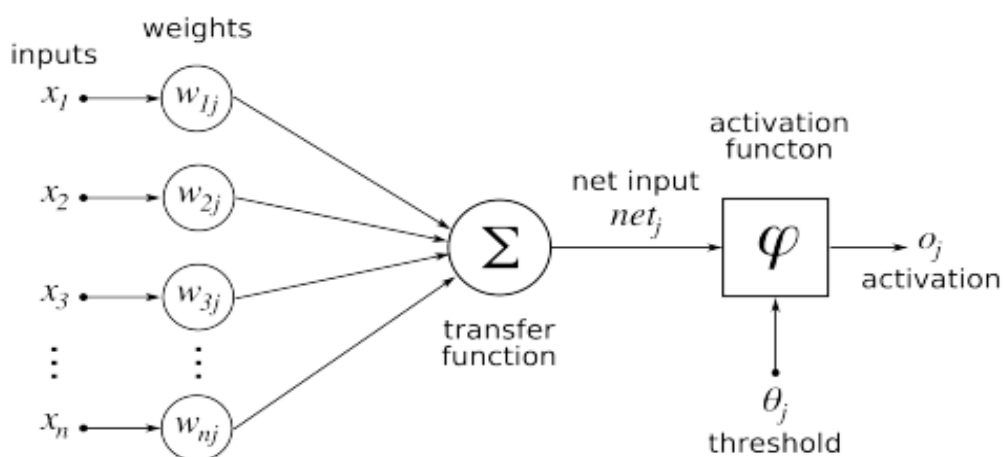 weights
inputs
x1
w1j
x2
w2j
x3
w3j
⋮
⋮
xn
wnj
Σ
transfer
function
net input
netj
activation
functon
φ
oj
activation
θj
threshold